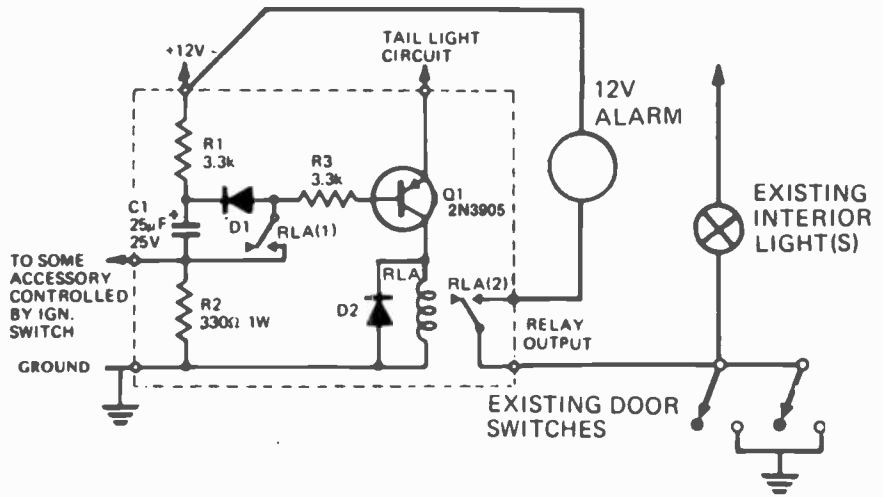 +12V
TAIL LIGHT
CIRCUIT
12V
ALARM
R1
3.3k
R3
3.3k
Q1
2N3905
EXISTING
INTERIOR
LIGHT(S)
C1
25µF
25V
+
D1
RLA(1)
TO SOME
ACCESSORY
CONTROLLED
BY IGN.
SWITCH
R2
330Ω 1W
D2
RLA
RLA(2)
RELAY
OUTPUT
GROUND
EXISTING DOOR
SWITCHES